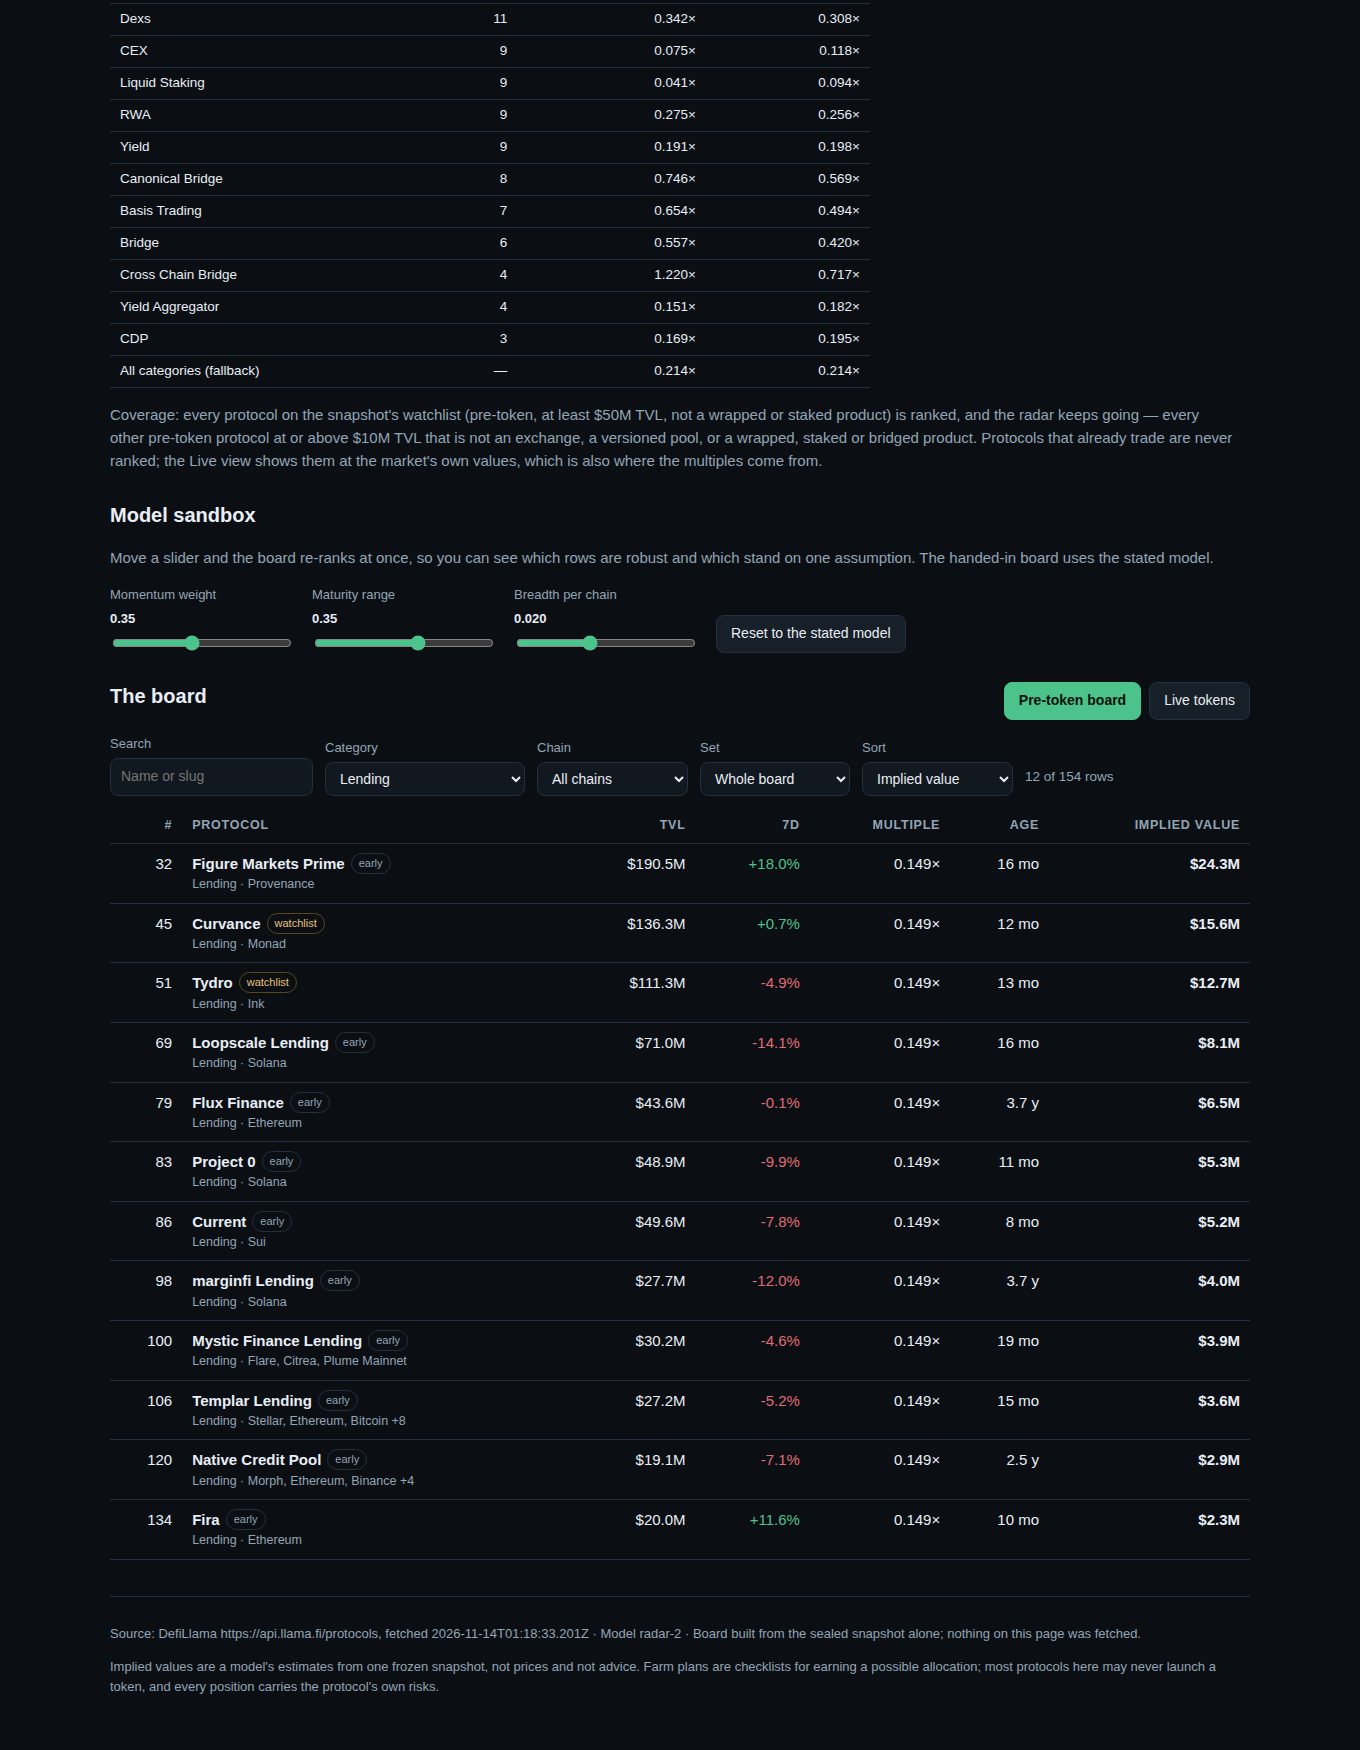 Dexs 11 0.342× 0.308×
CEX 9 0.075× 0.118×
Liquid Staking 9 0.041× 0.094×
RWA 9 0.275× 0.256×
Yield 9 0.191× 0.198×
Canonical Bridge 8 0.746× 0.569×
Basis Trading 7 0.654× 0.494×
Bridge 6 0.557× 0.420×
Cross Chain Bridge 4 1.220× 0.717×
Yield Aggregator 4 0.151× 0.182×
CDP 3 0.169× 0.195×
All categories (fallback) — 0.214× 0.214×
Coverage: every protocol on the snapshot's watchlist (pre-token, at least $50M TVL, not a wrapped or staked product) is ranked, and the radar keeps going — every
other pre-token protocol at or above $10M TVL that is not an exchange, a versioned pool, or a wrapped, staked or bridged product. Protocols that already trade are never
ranked; the Live view shows them at the market's own values, which is also where the multiples come from.
Model sandbox
Move a slider and the board re-ranks at once, so you can see which rows are robust and which stand on one assumption. The handed-in board uses the stated model.
Momentum weight Maturity range Breadth per chain
0.35 0.35 0.020
Reset to the stated model
The board
Pre-token board Live tokens
Search Category Chain Set Sort
Name or slug Lending All chains Whole board Implied value 12 of 154 rows
# PROTOCOL TVL 7D MULTIPLE AGE IMPLIED VALUE
32 Figure Markets Prime early $190.5M +18.0% 0.149× 16 mo $24.3M
Lending · Provenance
45 Curvance watchlist $136.3M +0.7% 0.149× 12 mo $15.6M
Lending · Monad
51 Tydro watchlist $111.3M -4.9% 0.149× 13 mo $12.7M
Lending · Ink
69 Loopscale Lending early $71.0M -14.1% 0.149× 16 mo $8.1M
Lending · Solana
79 Flux Finance early $43.6M -0.1% 0.149× 3.7 y $6.5M
Lending · Ethereum
83 Project 0 early $48.9M -9.9% 0.149× 11 mo $5.3M
Lending · Solana
86 Current early $49.6M -7.8% 0.149× 8 mo $5.2M
Lending · Sui
98 marginfi Lending early $27.7M -12.0% 0.149× 3.7 y $4.0M
Lending · Solana
100 Mystic Finance Lending early $30.2M -4.6% 0.149× 19 mo $3.9M
Lending · Flare, Citrea, Plume Mainnet
106 Templar Lending early $27.2M -5.2% 0.149× 15 mo $3.6M
Lending · Stellar, Ethereum, Bitcoin +8
120 Native Credit Pool early $19.1M -7.1% 0.149× 2.5 y $2.9M
Lending · Morph, Ethereum, Binance +4
134 Fira early $20.0M +11.6% 0.149× 10 mo $2.3M
Lending · Ethereum
Source: DefiLlama https://api.llama.fi/protocols, fetched 2026-11-14T01:18:33.201Z · Model radar-2 · Board built from the sealed snapshot alone; nothing on this page was fetched.
Implied values are a model's estimates from one frozen snapshot, not prices and not advice. Farm plans are checklists for earning a possible allocation; most protocols here may never launch a
token, and every position carries the protocol's own risks.